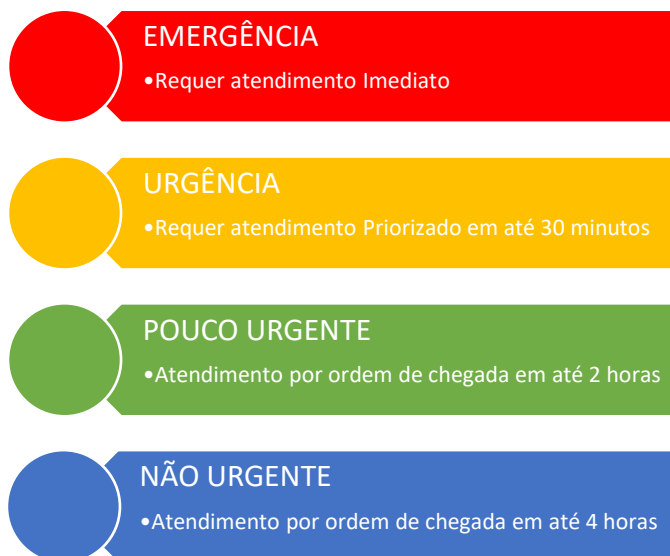 EMERGÊNCIA
•Requer atendimento Imediato
URGÊNCIA
•Requer atendimento Priorizado em até 30 minutos
POUCO URGENTE
•Atendimento por ordem de chegada em até 2 horas
NÃO URGENTE
•Atendimento por ordem de chegada em até 4 horas